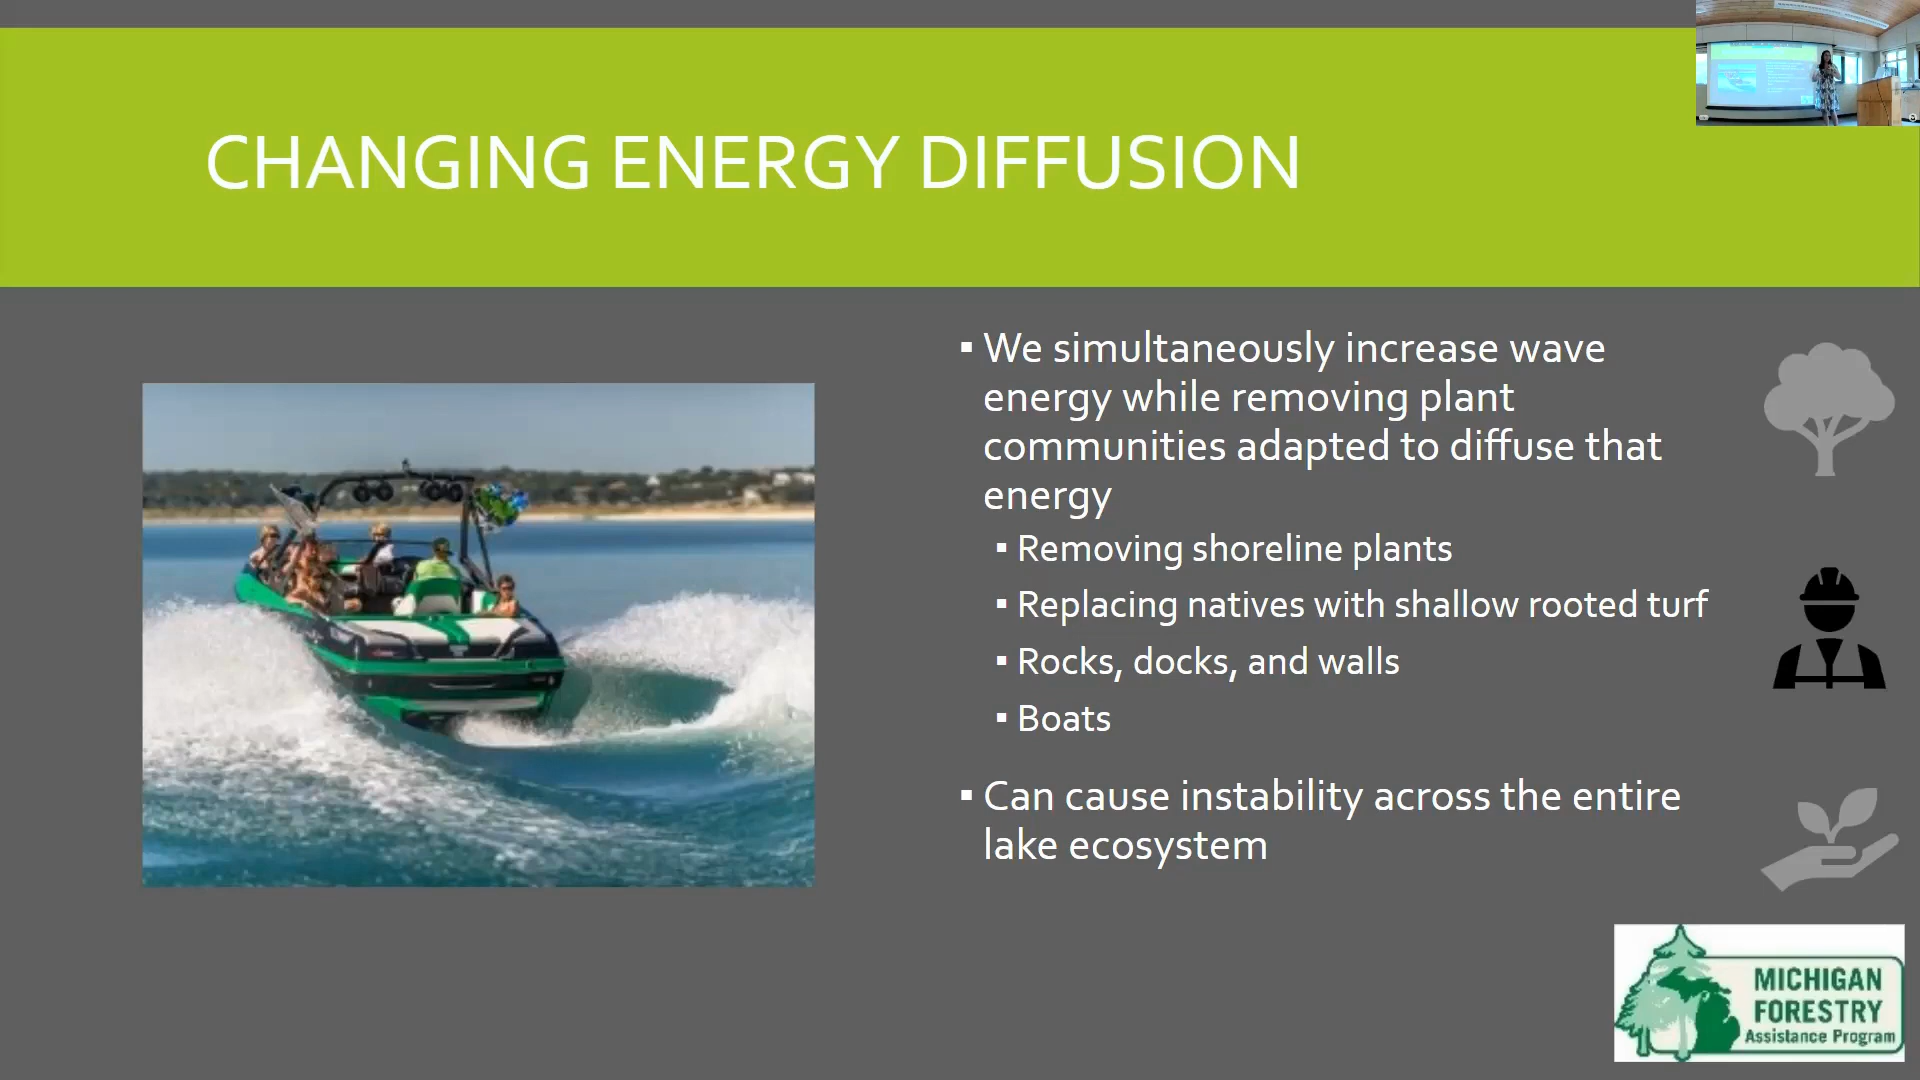 CHANGING ENERGY DIFFUSION
▪ We simultaneously increase wave
energy while removing plant
communities adapted to diffuse that
energy
▪ Removing shoreline plants
▪ Replacing natives with shallow rooted turf
▪ Rocks, docks, and walls
▪ Boats
▪ Can cause instability across the entire
lake ecosystem
MICHIGAN
FORESTRY
Assistance Program